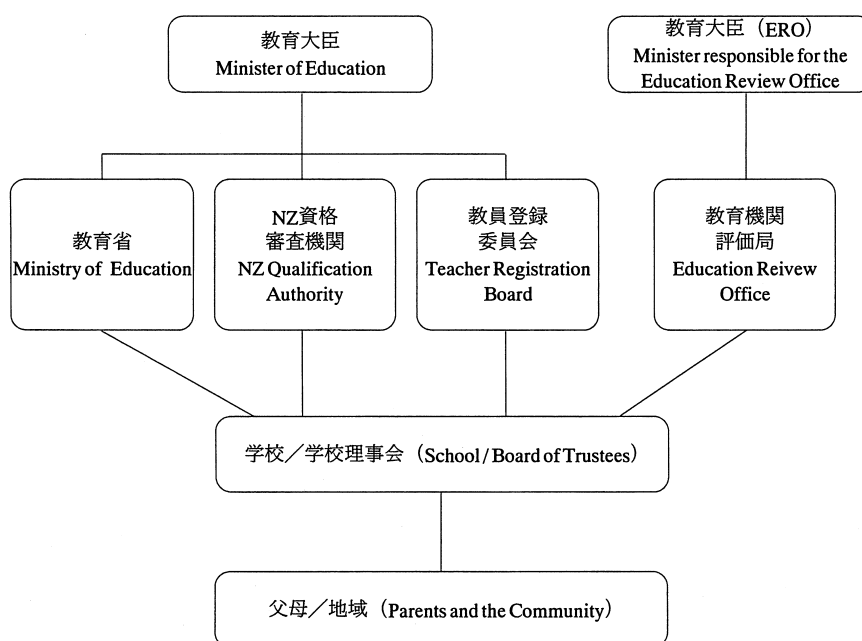 教育大臣
Minister of Education
教育大臣（ERO）
Minister responsible for the
Education Review Office
教育省
Ministry of Education
NZ資格
審査機関
NZ Qualification
Authority
教員登録
委員会
Teacher Registration
Board
教育機関
評価局
Education Reivew
Office
学校／学校理事会（School / Board of Trustees）
父母／地域（Parents and the Community）